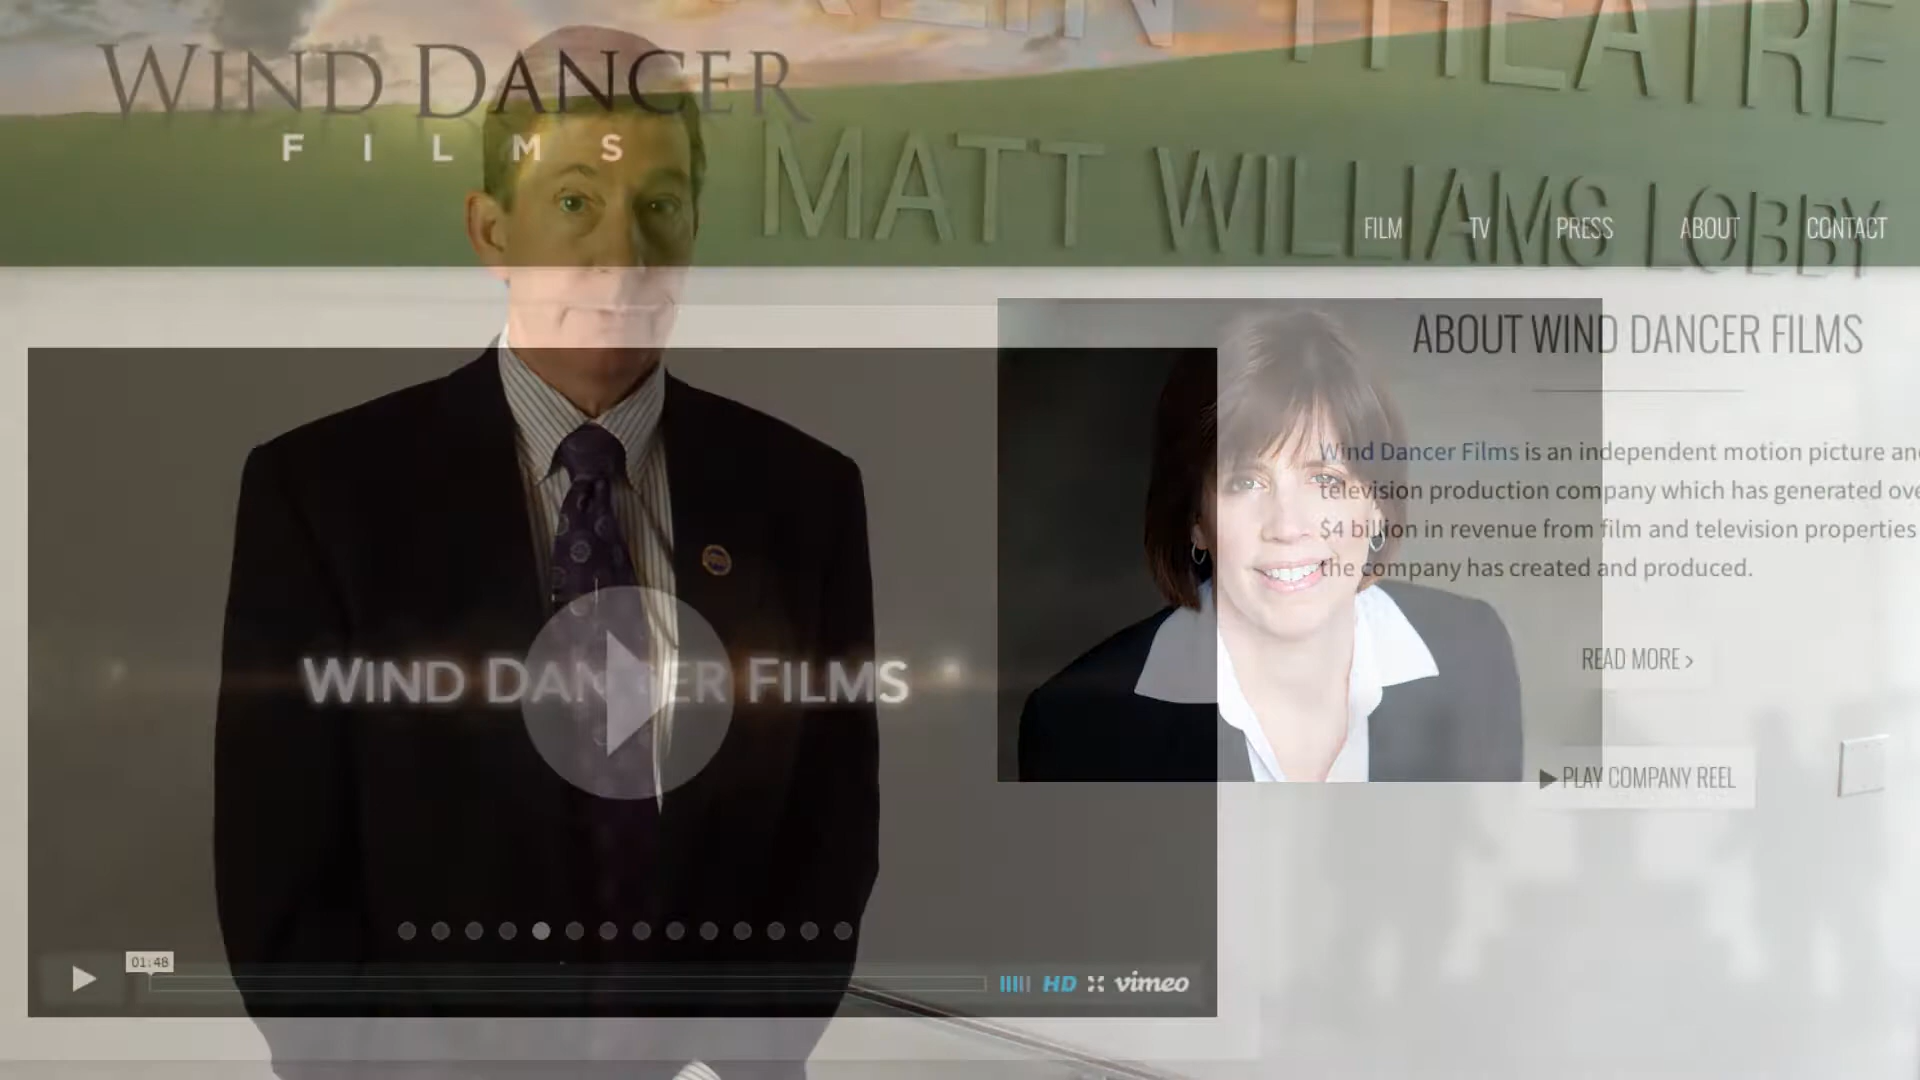 THEATRE
WIND DANCER
FILMS
MATT WILLIAMS LOBBY
FILM TV PRESS ABOUT CONTACT
ABOUT WIND DANCER FILMS
Wind Dancer Films is an independent motion picture
television production company which has generated
$4 billion in revenue from film and television properties
the company has created and produced.
READ MORE >
WIND DANCER FILMS
PLAY COMPANY REEL
01:48
HD vimeo